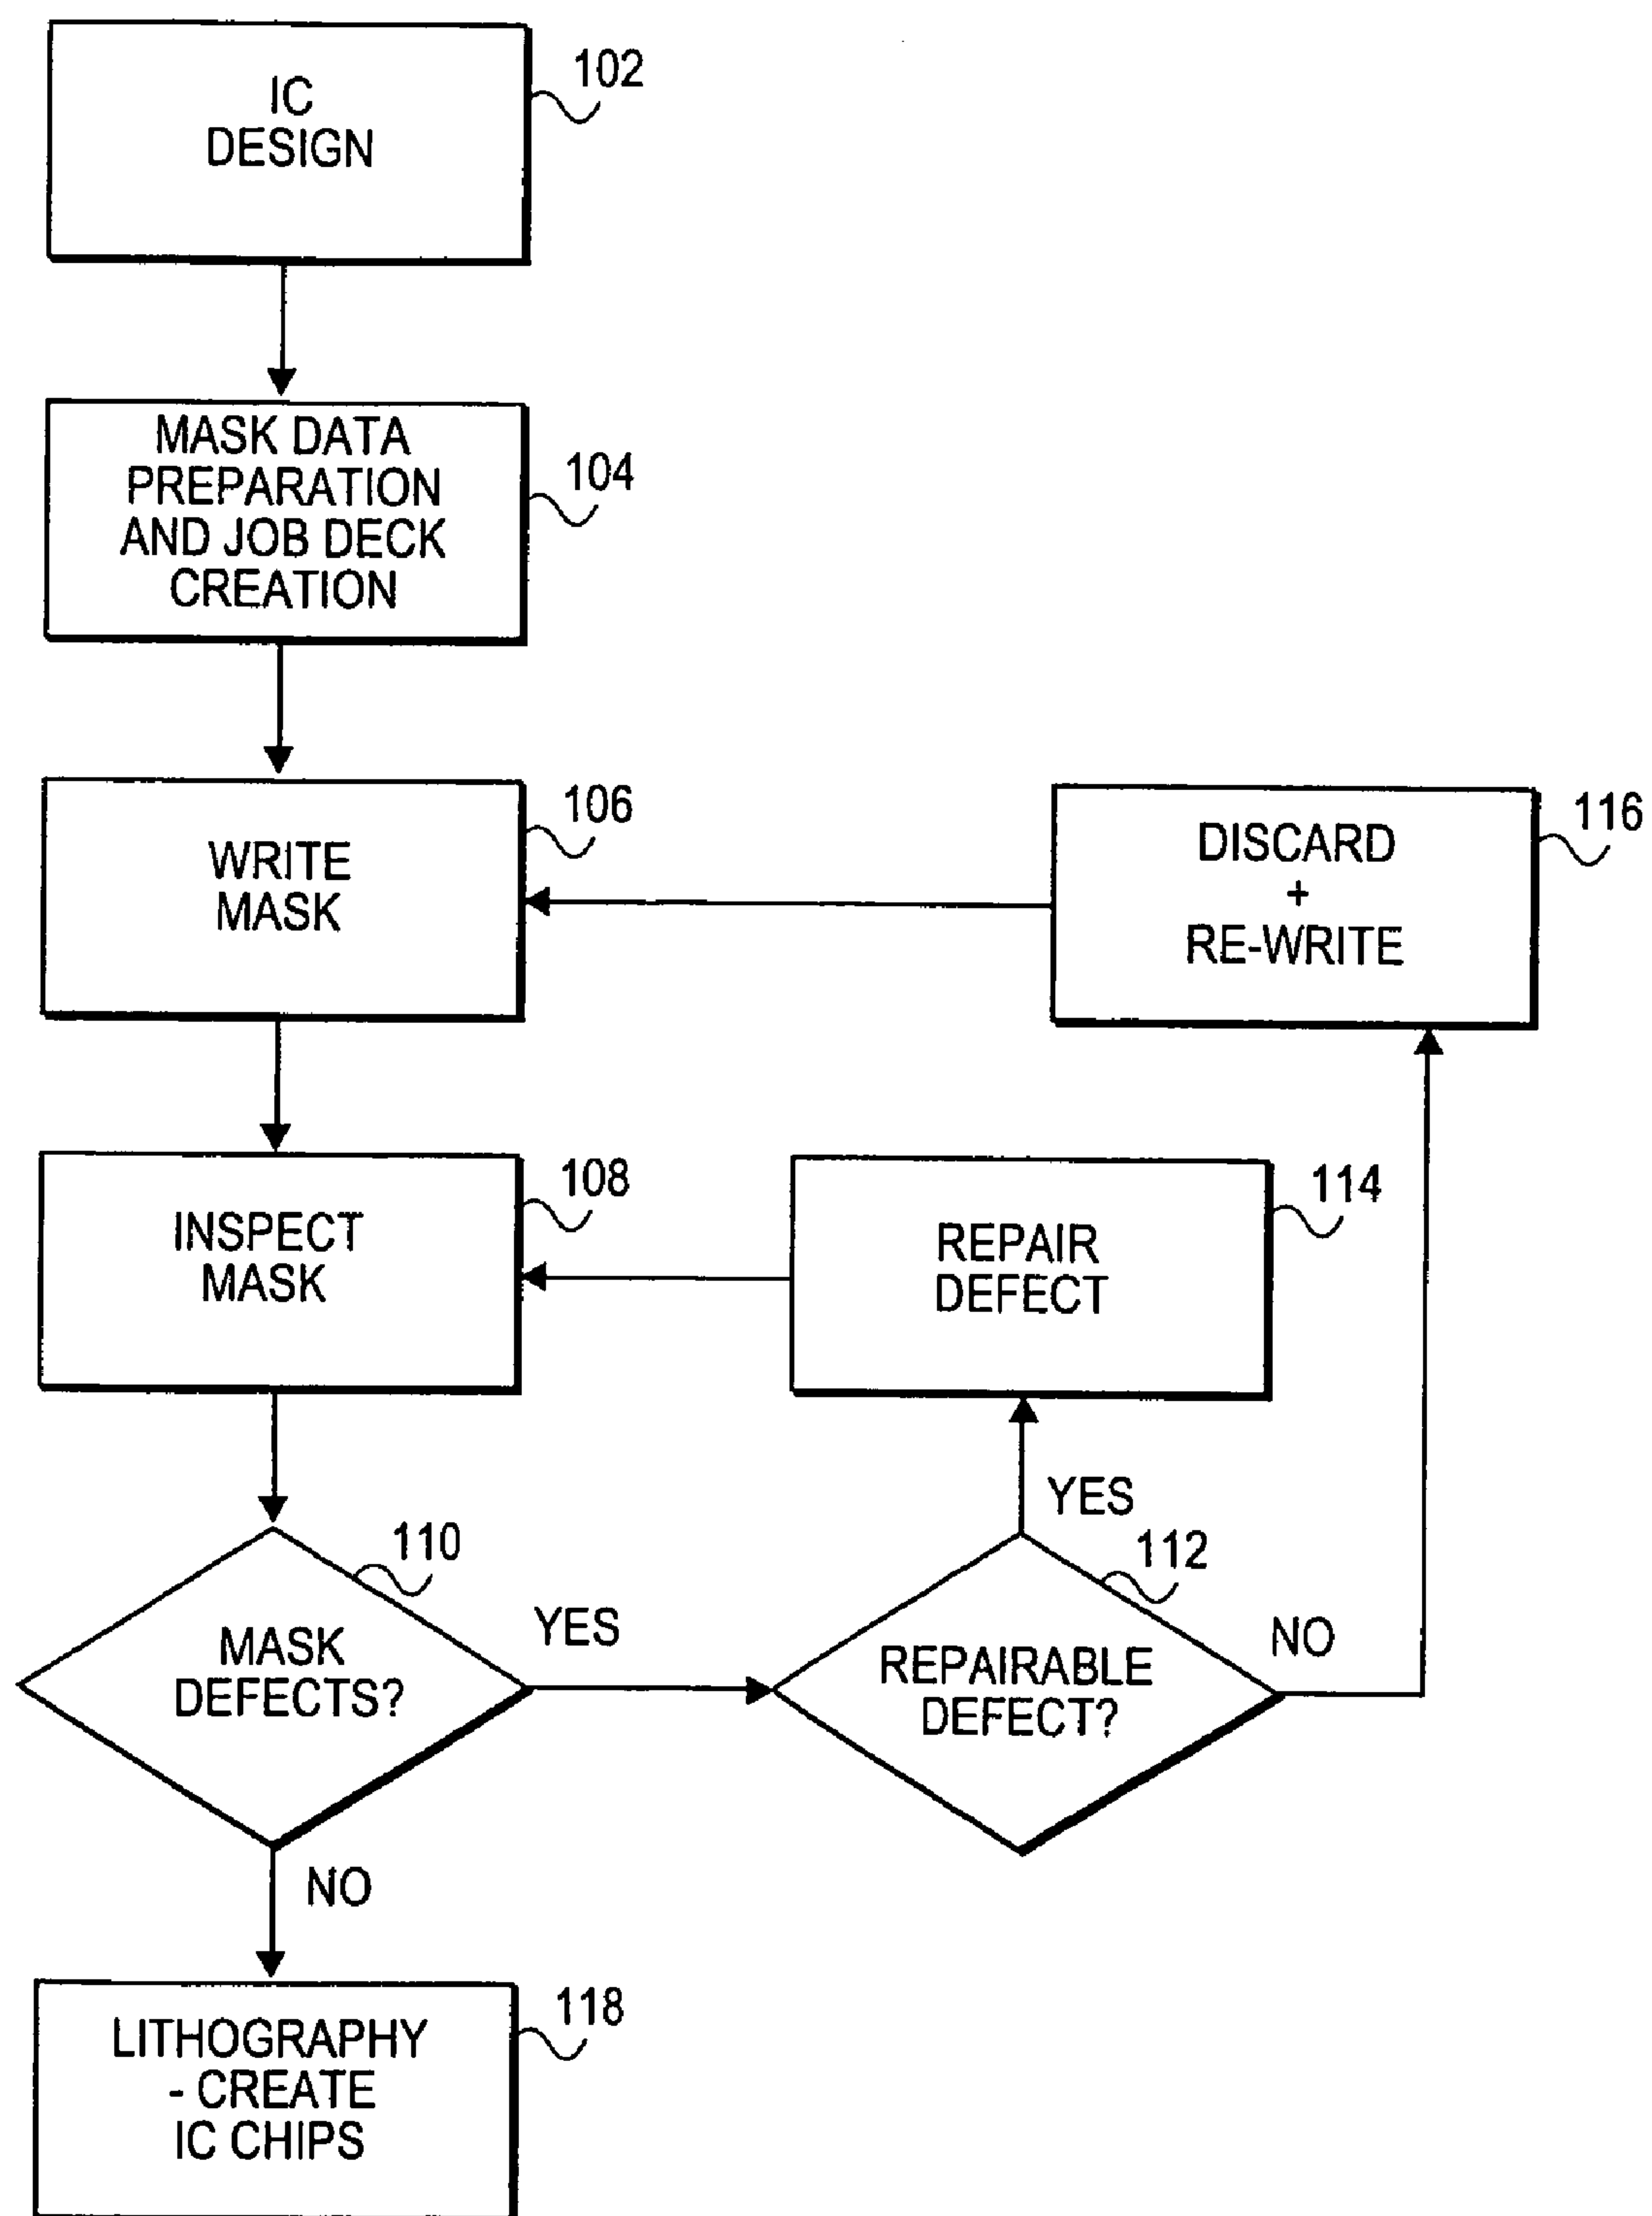 IC
DESIGN
102
MASK DATA
PREPARATION
AND JOB DECK
CREATION
104
WRITE
MASK
106
DISCARD
+
RE-WRITE
116
INSPECT
MASK
108
REPAIR
DEFECT
114
MASK
DEFECTS?
110
YES
REPAIRABLE
DEFECT?
112
YES
NO
NO
LITHOGRAPHY
- CREATE
IC CHIPS
118